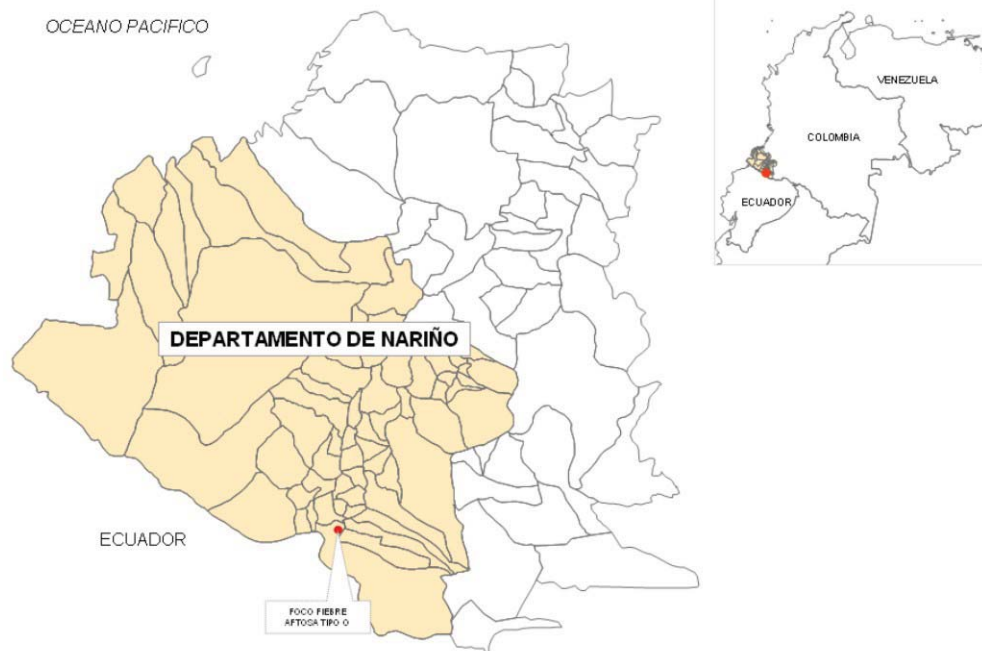 OCEANO PACIFICO
VENEZUELA
COLOMBIA
ECUADOR
DEPARTAMENTO DE NARIÑO
ECUADOR
FOCO FIEBRE
AFTOSA TIPO O